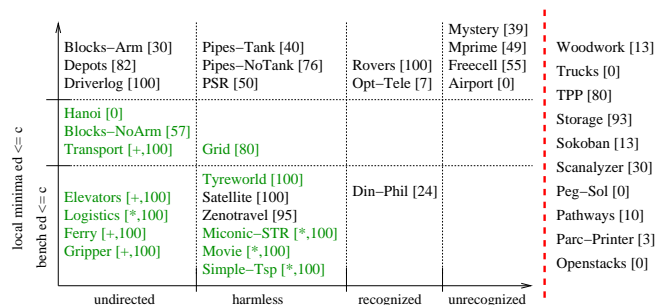 Mystery [39]
Blocks–Arm [30] Pipes–Tank [40] Mprime [49] Woodwork [13]
Depots [82] Pipes–NoTank [76] Rovers [100] Freecell [55]
Driverlog [100] PSR [50] Opt–Tele [7] Airport [0] Trucks [0]
TPP [80]
Hanoi [0]
Blocks–NoArm [57] Storage [93]
Transport [+,100] Grid [80] Sokoban [13]
Tyreworld [100] Scanalyzer [30]
Elevators [+,100] Satellite [100] Din–Phil [24] Peg–Sol [0]
Logistics [*,100] Zenotravel [95]
Ferry [+,100] Miconic–STR [*,100] Pathways [10]
Gripper [+,100] Movie [*,100] Parc–Printer [3]
Simple–Tsp [*,100] Openstacks [0]
local minima ed <= c
bench ed <= c
undirected harmless recognized unrecognized